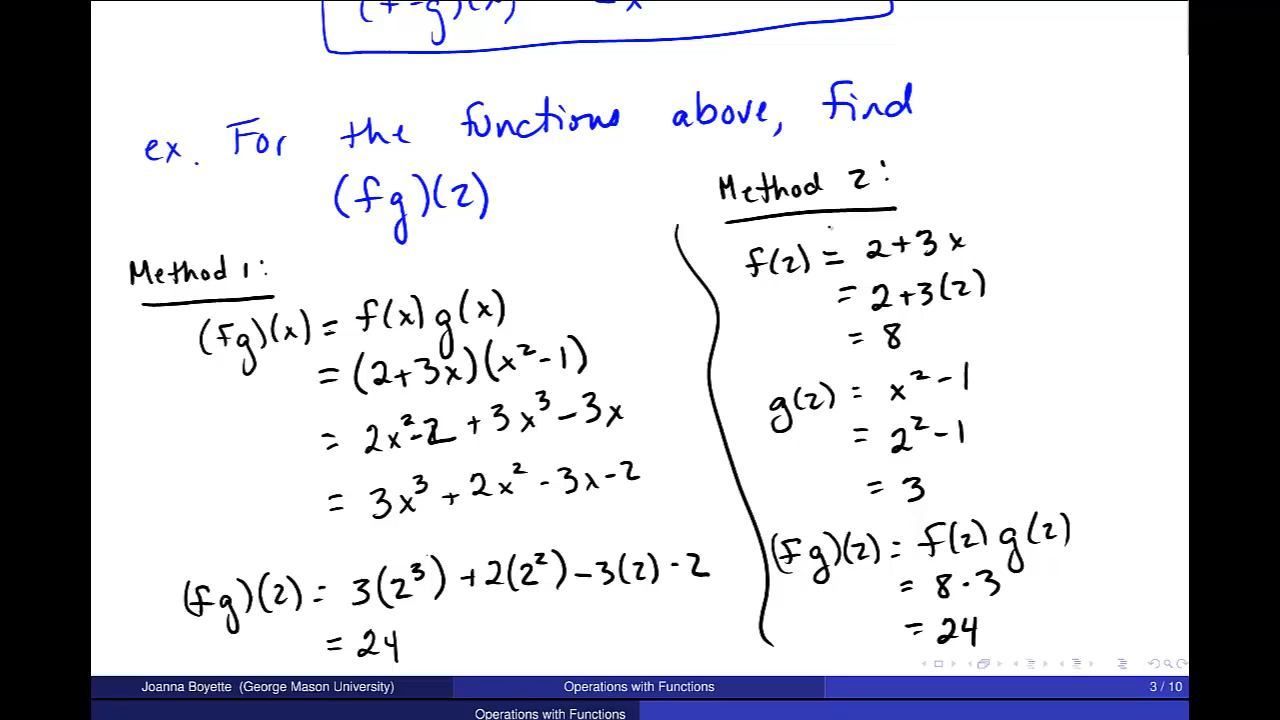 (f+g)(x)
ex. For the functions above, find
(fg)(2)
Method 1:
(fg)(x) = f(x) g(x)
= (2+3x)(x²-1)
= 2x²-2 + 3x³ - 3x
= 3x³ + 2x² - 3x - 2
(fg)(2) = 3(2³) + 2(2²) - 3(2) - 2
= 24
Method 2:
f(2) = 2+3x
= 2+3(2)
= 8
g(2) = x² - 1
= 2² - 1
= 3
(fg)(2) = f(2) g(2)
= 8·3
= 24
Joanna Boyette (George Mason University) Operations with Functions 3 / 10
Operations with Functions